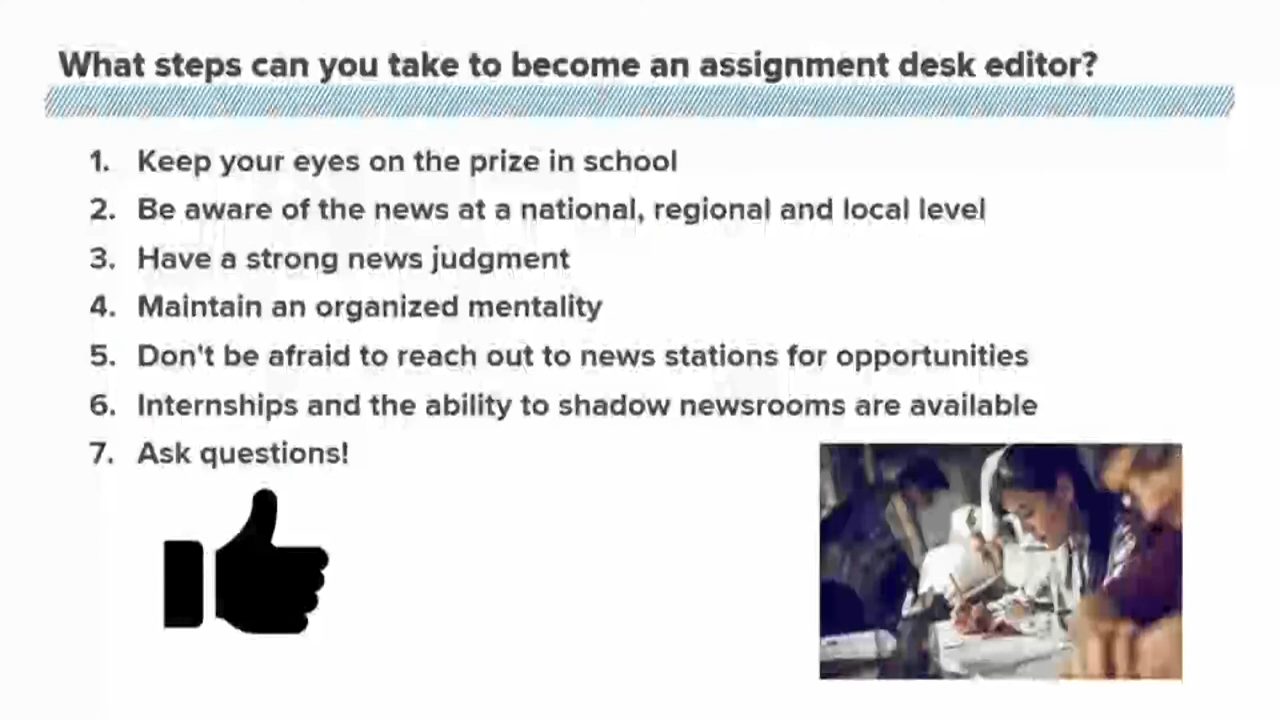 What steps can you take to become an assignment desk editor?
1. Keep your eyes on the prize in school
2. Be aware of the news at a national, regional and local level
3. Have a strong news judgment
4. Maintain an organized mentality
5. Don't be afraid to reach out to news stations for opportunities
6. Internships and the ability to shadow newsrooms are available
7. Ask questions!